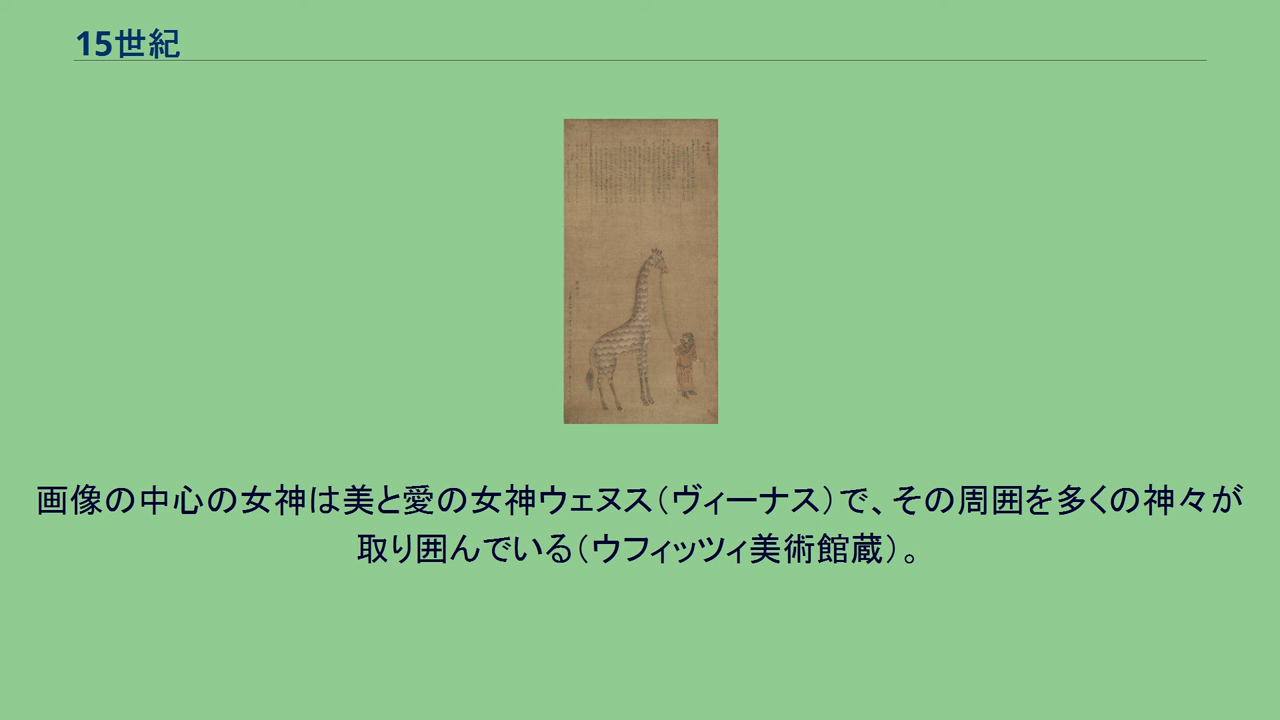 15世紀
画像の中心の女神は美と愛の女神ウェヌス（ヴィーナス）で、その周囲を多くの神々が
取り囲んでいる（ウフィッツィ美術館蔵）。